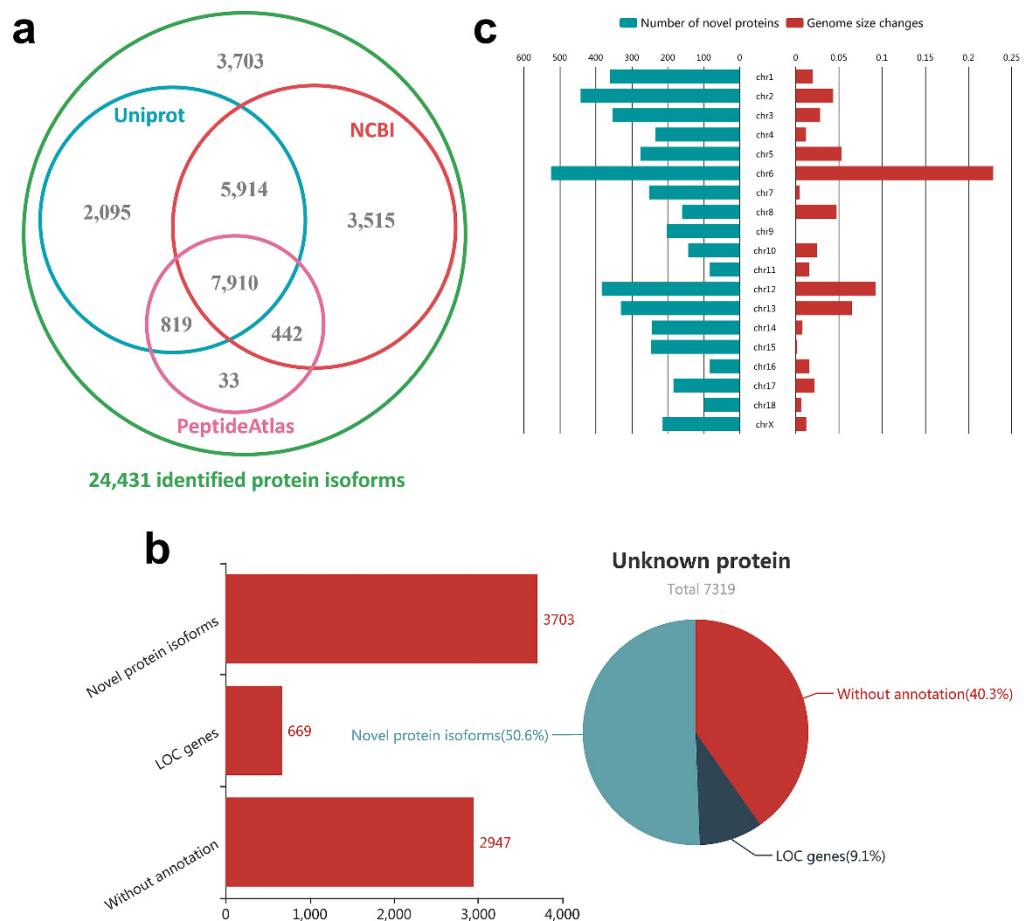 a
3,703
Uniprot
NCBI
5,914
2,095
3,515
7,910
819
442
33
PeptideAtlas
24,431 identified protein isoforms
c
Number of novel proteins
Genome size changes
600 500 400 300 200 100 0
0 0.05 0.1 0.15 0.2 0.25
chr1
chr2
chr3
chr4
chr5
chr6
chr7
chr8
chr9
chr10
chr11
chr12
chr13
chr14
chr15
chr16
chr17
chr18
chrX
b
Novel protein isoforms
3703
LOC genes
669
Without annotation
2947
0 1,000 2,000 3,000 4,000
Unknown protein
Total 7319
Without annotation(40.3%)
Novel protein isoforms(50.6%)
LOC genes(9.1%)